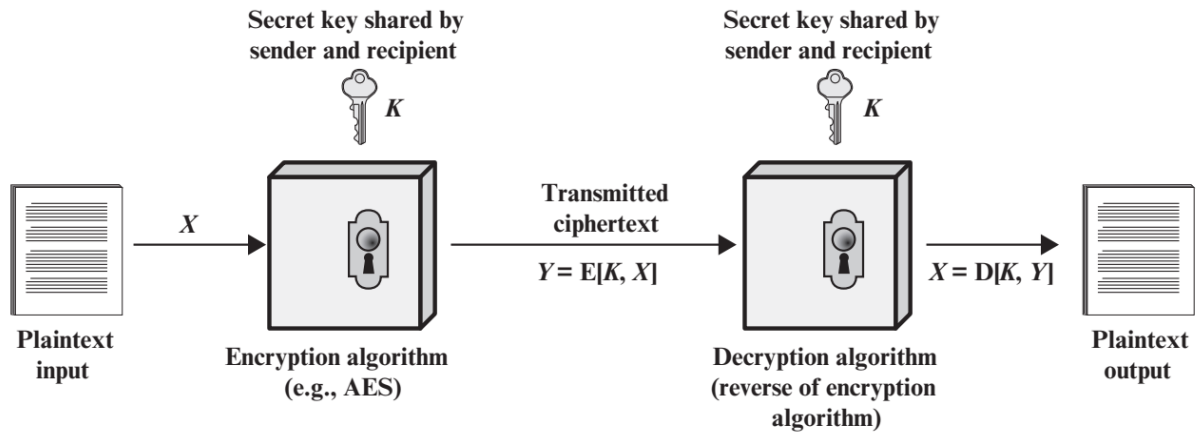 Secret key shared by
sender and recipient
K
Secret key shared by
sender and recipient
K
X
Transmitted
ciphertext
Y = E[K, X]
X = D[K, Y]
Plaintext
input
Encryption algorithm
(e.g., AES)
Decryption algorithm
(reverse of encryption
algorithm)
Plaintext
output